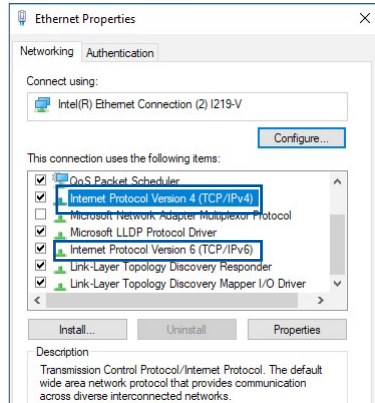 Ethernet Properties
Networking Authentication
Connect using:
Intel(R) Ethernet Connection (2) I219-V
Configure...
This connection uses the following items:
QoS Packet Scheduler
Internet Protocol Version 4 (TCP/IPv4)
Microsoft Network Adapter Multiplexor Protocol
Microsoft LLDP Protocol Driver
Internet Protocol Version 6 (TCP/IPv6)
Link-Layer Topology Discovery Responder
Link-Layer Topology Discovery Mapper I/O Driver
Install... Uninstall Properties
Description
Transmission Control Protocol/Internet Protocol. The default
wide area network protocol that provides communication
across diverse interconnected networks.